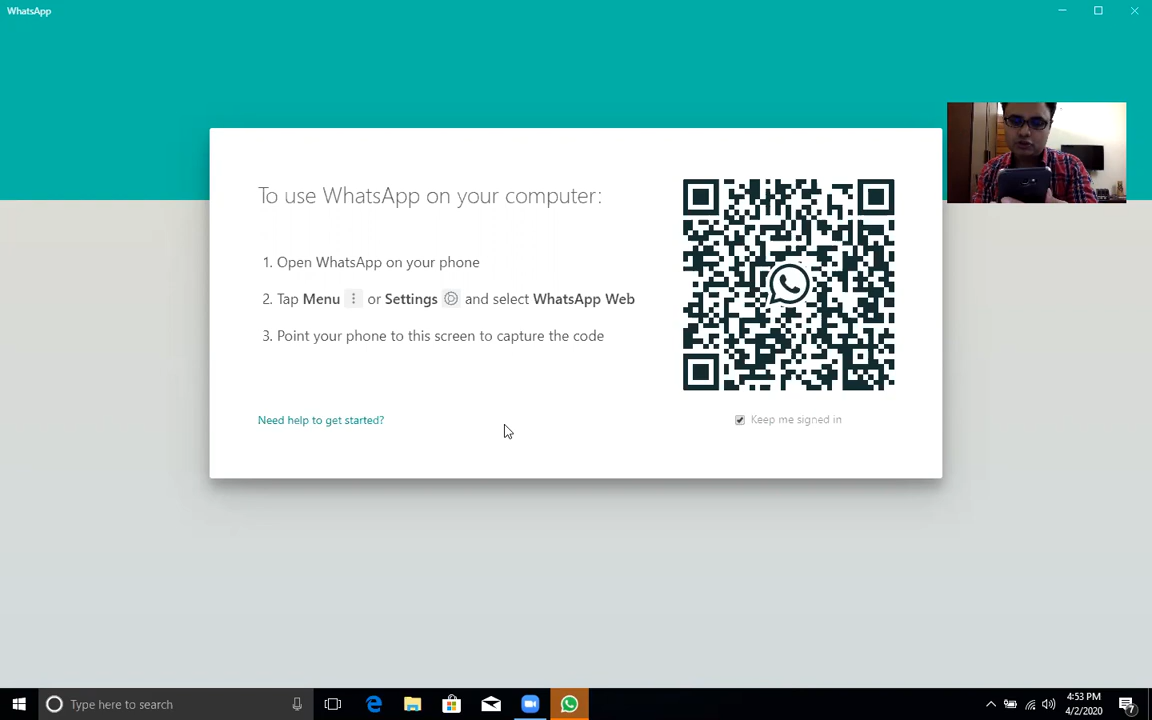 WhatsApp
To use WhatsApp on your computer:
1. Open WhatsApp on your phone
2. Tap Menu or Settings and select WhatsApp Web
3. Point your phone to this screen to capture the code
Need help to get started?
Keep me signed in
Type here to search
4:53 PM
4/2/2020
7